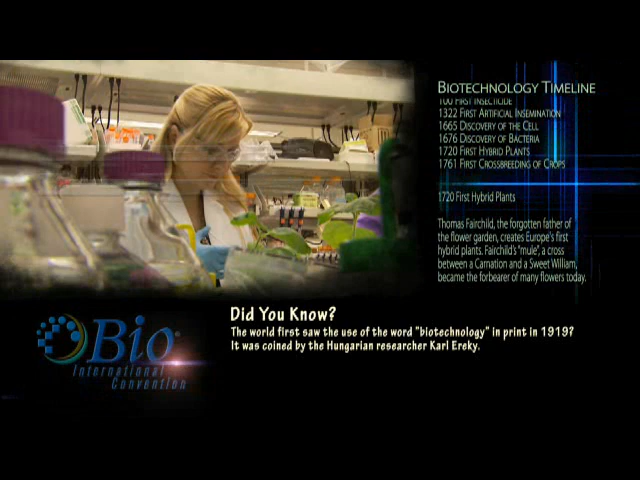 BIOTECHNOLOGY TIMELINE
100 FIRST INSECTICIDE
1322 FIRST ARTIFICIAL INSEMINATION
1665 DISCOVERY OF THE CELL
1676 DISCOVERY OF BACTERIA
1720 FIRST HYBRID PLANTS
1761 FIRST CROSSBREEDING OF CROPS
1720 First Hybrid Plants
Thomas Fairchild, the forgotten father of
the flower garden, creates Europe's first
hybrid plants. Fairchild's "mule", a cross
between a Carnation and a Sweet William,
became the forbearer of many flowers today.
Did You Know?
The world first saw the use of the word "biotechnology" in print in 1919?
It was coined by the Hungarian researcher Karl Ereky.
Bio
International
Convention